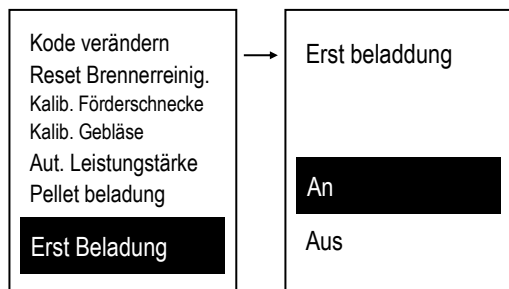 Kode verändern
Reset Brennerreinig.
Kalib. Förderschnecke
Kalib. Gebläse
Aut. Leistungstärke
Pellet beladung
Erst Beladung
Erst beladdung
An
Aus